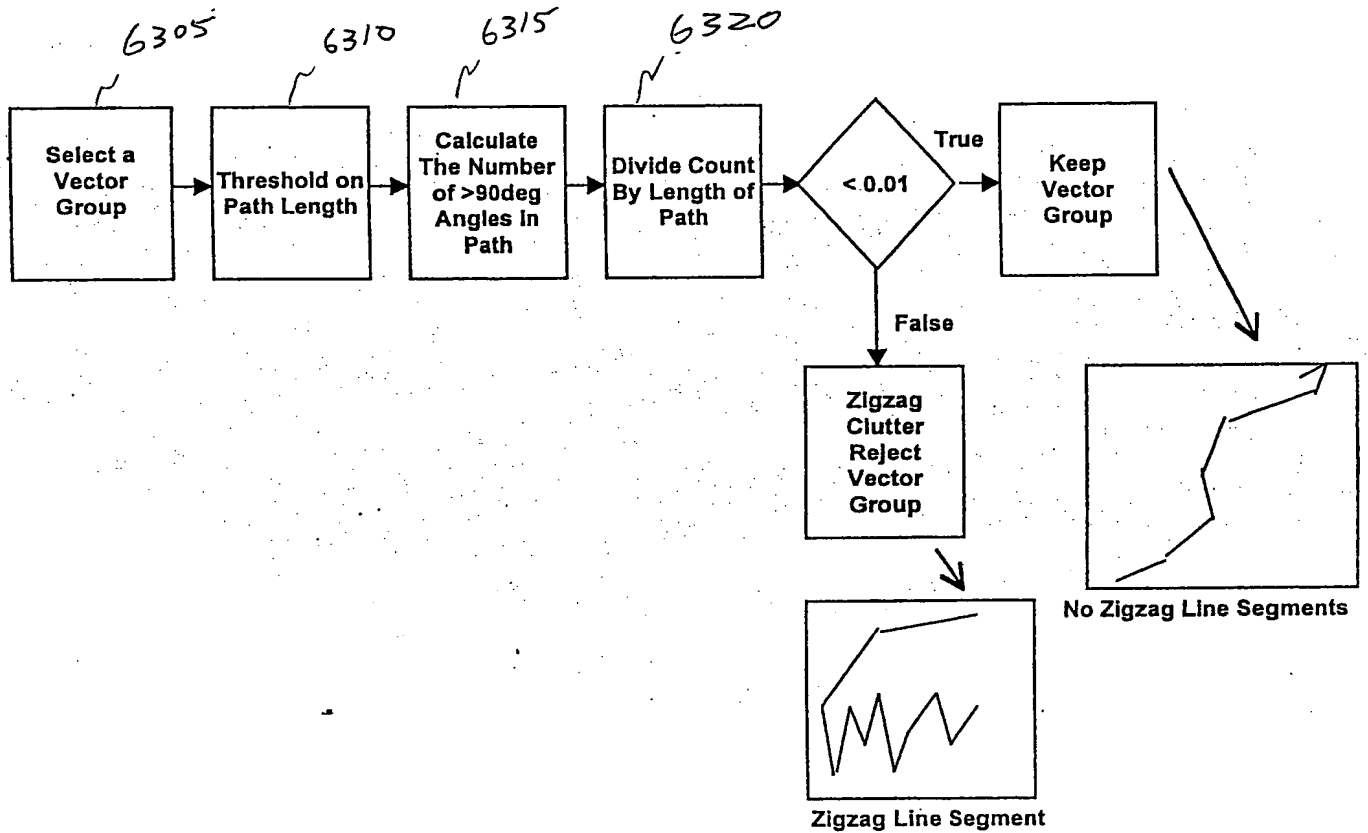 6305
6310
6315
6320
Select a
Vector
Group
Threshold on
Path Length
Calculate
The Number
of >90deg
Angles In
Path
Divide Count
By Length of
Path
< 0.01
True
Keep
Vector
Group
False
Zigzag
Clutter
Reject
Vector
Group
No Zigzag Line Segments
Zigzag Line Segment